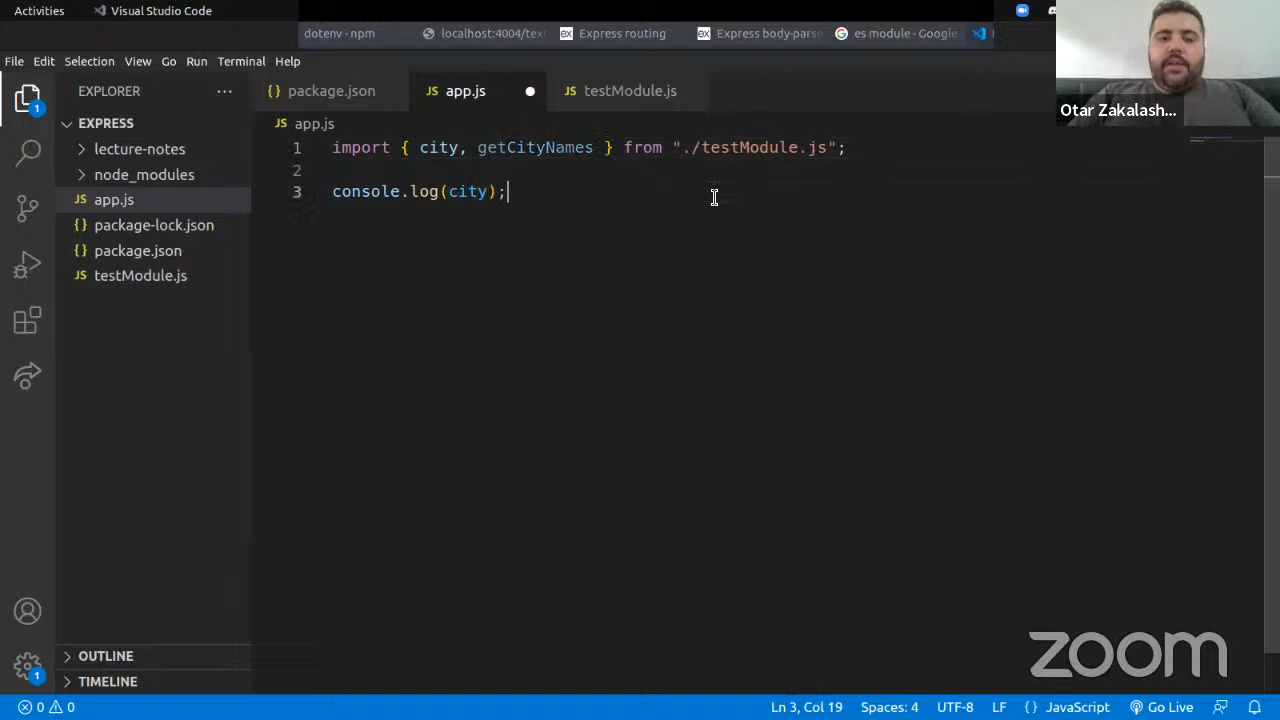 Activities
Visual Studio Code
dotenv - npm
localhost:4004/tex
Express routing
Express body-pars
es module - Google
File Edit Selection View Go Run Terminal Help
EXPLORER
package.json
app.js
testModule.js
EXPRESS
lecture-notes
node_modules
app.js
package-lock.json
package.json
testModule.js
app.js
1 import { city, getCityNames } from "./testModule.js";
2
3 console.log(city);
Otar Zakalash...
OUTLINE
TIMELINE
zoom
0 0
Ln 3, Col 19
Spaces: 4
UTF-8
LF
{ } JavaScript
Go Live